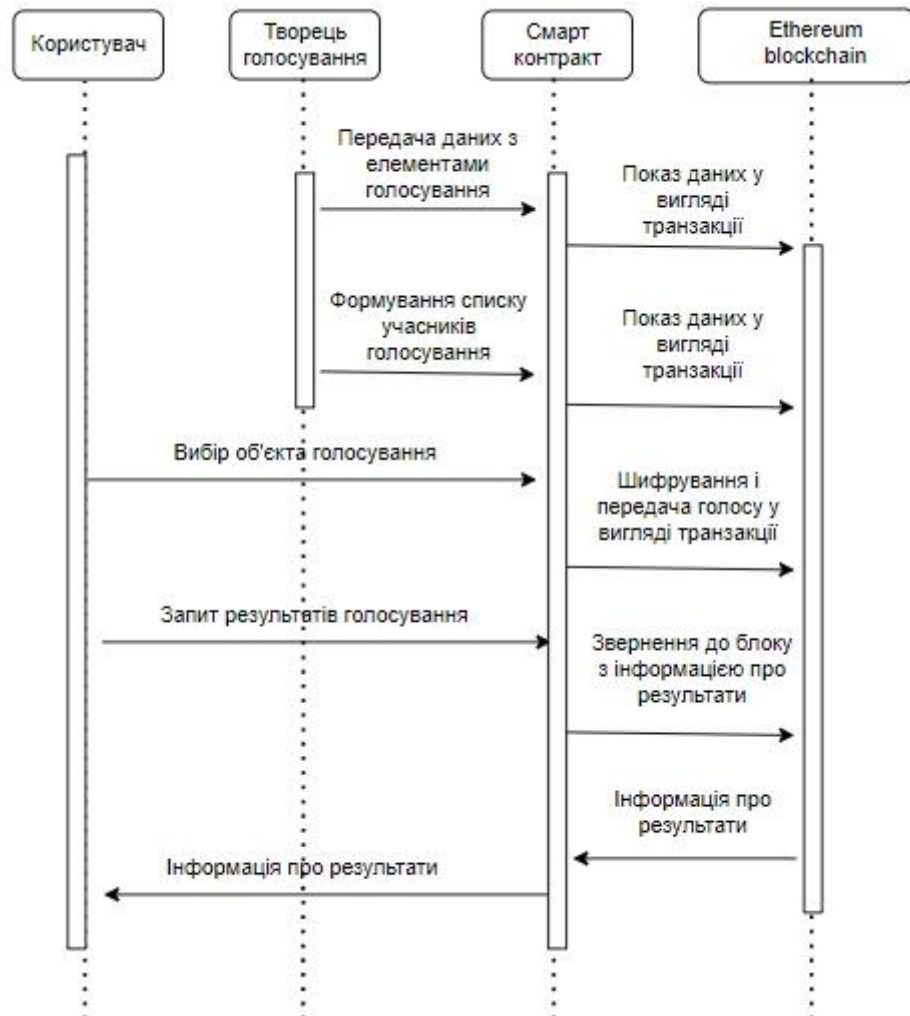 Користувач
Творець
голосування
Смарт
контракт
Ethereum
blockchain
Передача даних з
елементами
голосування
Показ даних у
вигляді
транзакції
Формування списку
учасників
голосування
Показ даних у
вигляді
транзакції
Вибір об'єкта голосування
Шифрування і
передача голосу у
вигляді транзакції
Запит результатів голосування
Звернення до блоку
з інформацією про
результати
Інформація про
результати
Інформація про результати